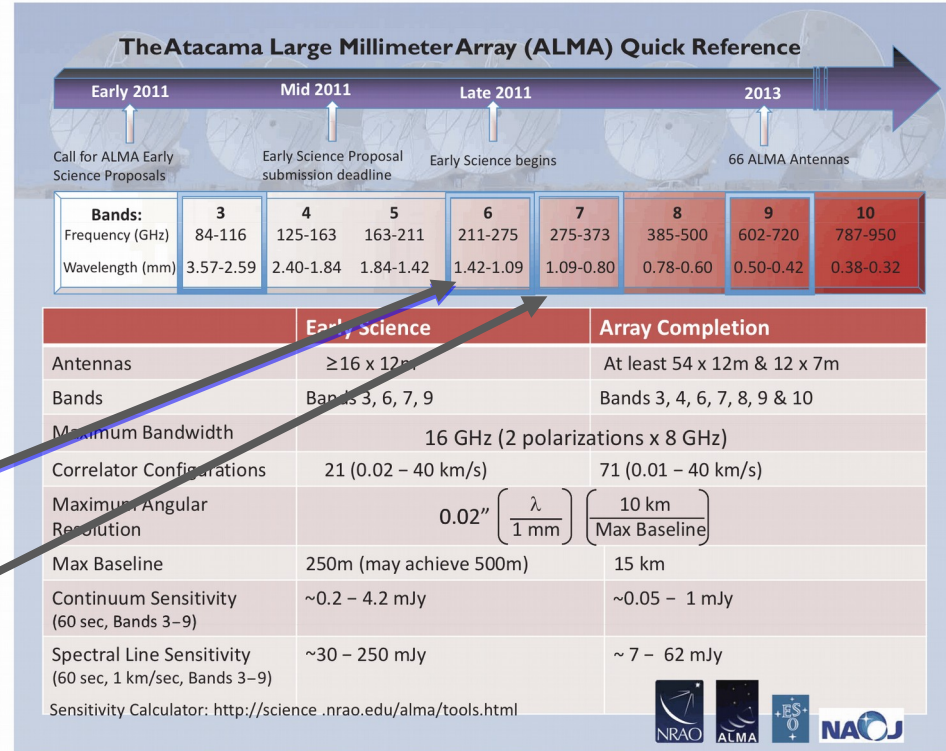 The Atacama Large Millimeter Array (ALMA) Quick Reference
Early 2011 Mid 2011 Late 2011 2013
Call for ALMA Early Science Proposals
Early Science Proposal submission deadline
Early Science begins
66 ALMA Antennas
Bands: 3 4 5 6 7 8 9 10
Frequency (GHz) 84-116 125-163 163-211 211-275 275-373 385-500 602-720 787-950
Wavelength (mm) 3.57-2.59 2.40-1.84 1.84-1.42 1.42-1.09 1.09-0.80 0.78-0.60 0.50-0.42 0.38-0.32
Early Science Array Completion
Antennas ≥16 x 12m At least 54 x 12m & 12 x 7m
Bands Bands 3, 6, 7, 9 Bands 3, 4, 6, 7, 8, 9 & 10
Maximum Bandwidth 16 GHz (2 polarizations x 8 GHz)
Correlator Configurations 21 (0.02 – 40 km/s) 71 (0.01 – 40 km/s)
Maximum Angular Resolution 0.02” (λ / 1 mm) (10 km / Max Baseline)
Max Baseline 250m (may achieve 500m) 15 km
Continuum Sensitivity ~0.2 – 4.2 mJy ~0.05 – 1 mJy
(60 sec, Bands 3–9)
Spectral Line Sensitivity ~30 – 250 mJy ~ 7 – 62 mJy
(60 sec, 1 km/sec, Bands 3–9)
Sensitivity Calculator: http://science .nrao.edu/alma/tools.html
NRAO ALMA ESO NAOJ